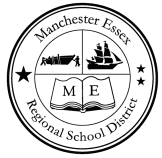 Manchester Essex
M E
Regional School District